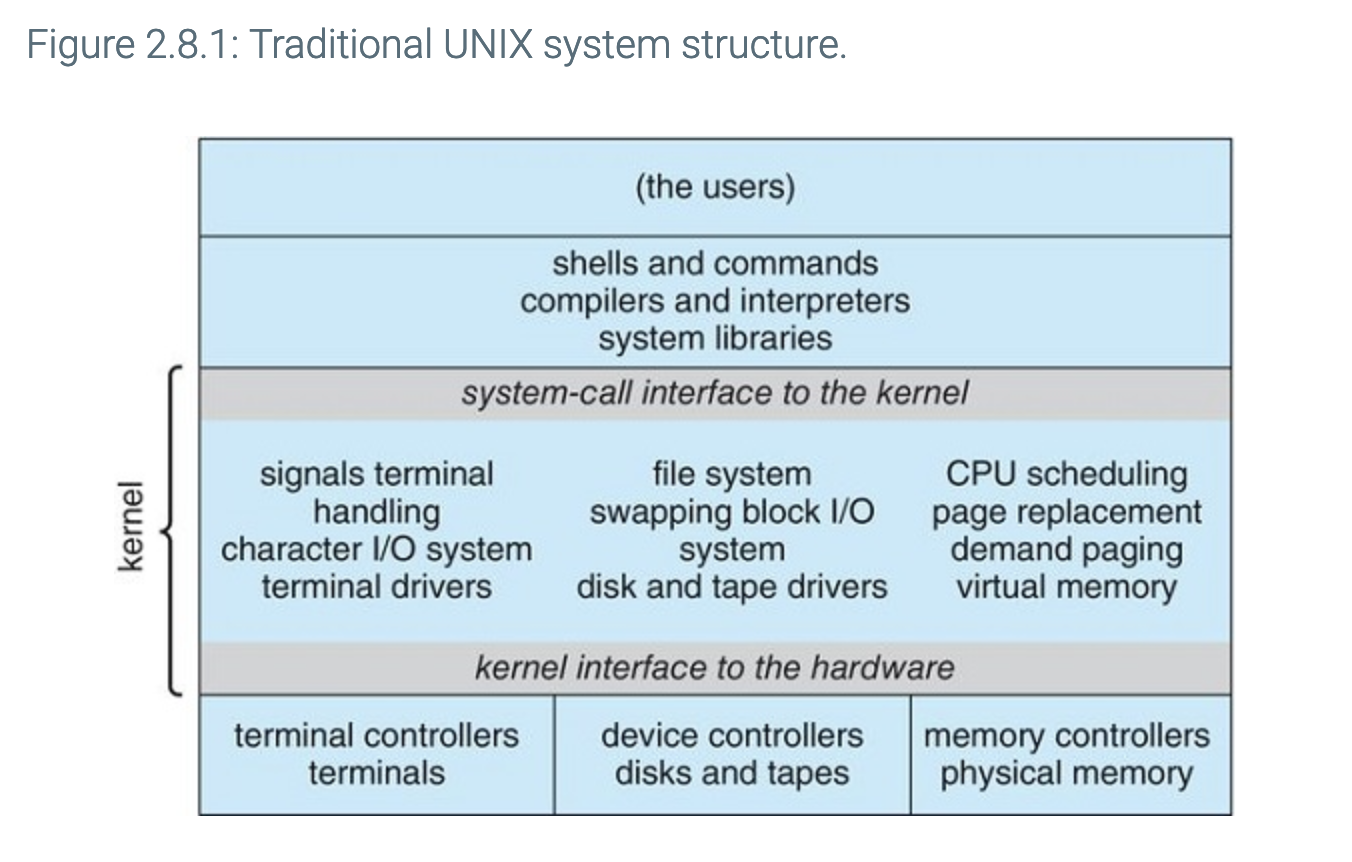 Figure 2.8.1: Traditional UNIX system structure.
(the users)
shells and commands
compilers and interpreters
system libraries
system-call interface to the kernel
kernel
signals terminal
handling
character I/O system
terminal drivers
file system
swapping block I/O
system
disk and tape drivers
CPU scheduling
page replacement
demand paging
virtual memory
kernel interface to the hardware
terminal controllers
terminals
device controllers
disks and tapes
memory controllers
physical memory